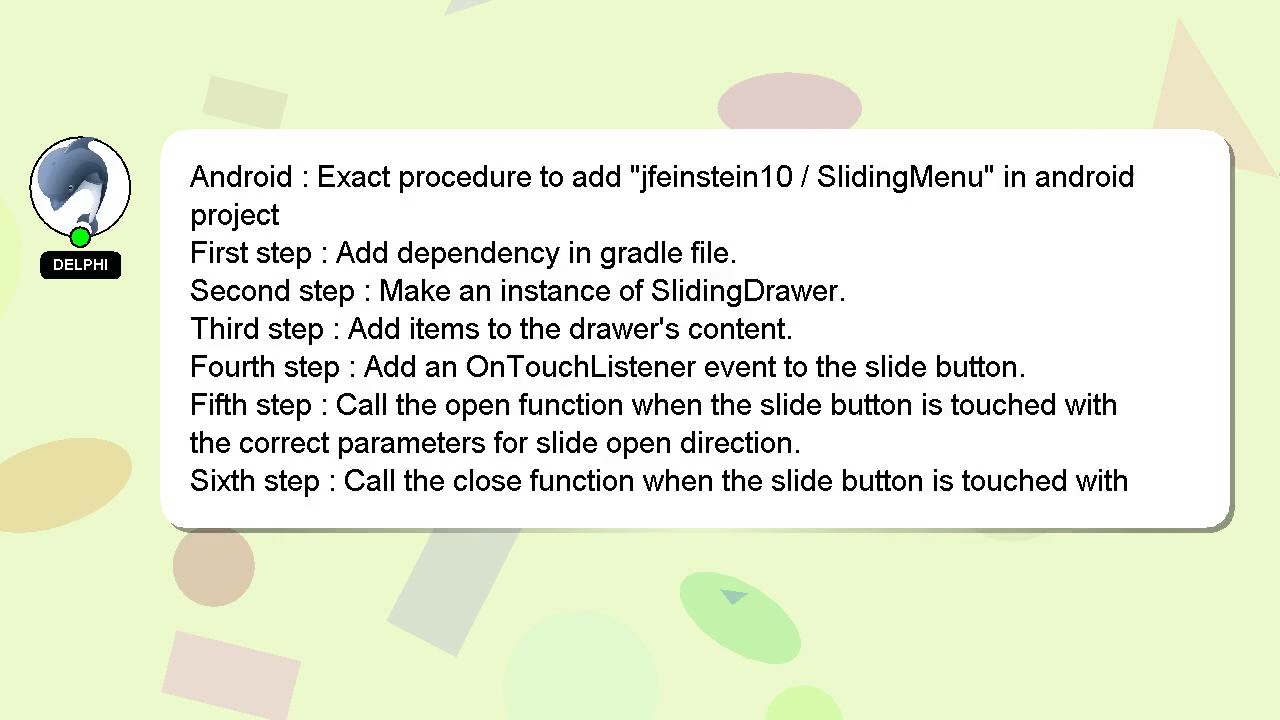 Android : Exact procedure to add "jfeinstein10 / SlidingMenu" in android
project
First step : Add dependency in gradle file.
Second step : Make an instance of SlidingDrawer.
Third step : Add items to the drawer's content.
Fourth step : Add an OnTouchListener event to the slide button.
Fifth step : Call the open function when the slide button is touched with
the correct parameters for slide open direction.
Sixth step : Call the close function when the slide button is touched with
DELPHI